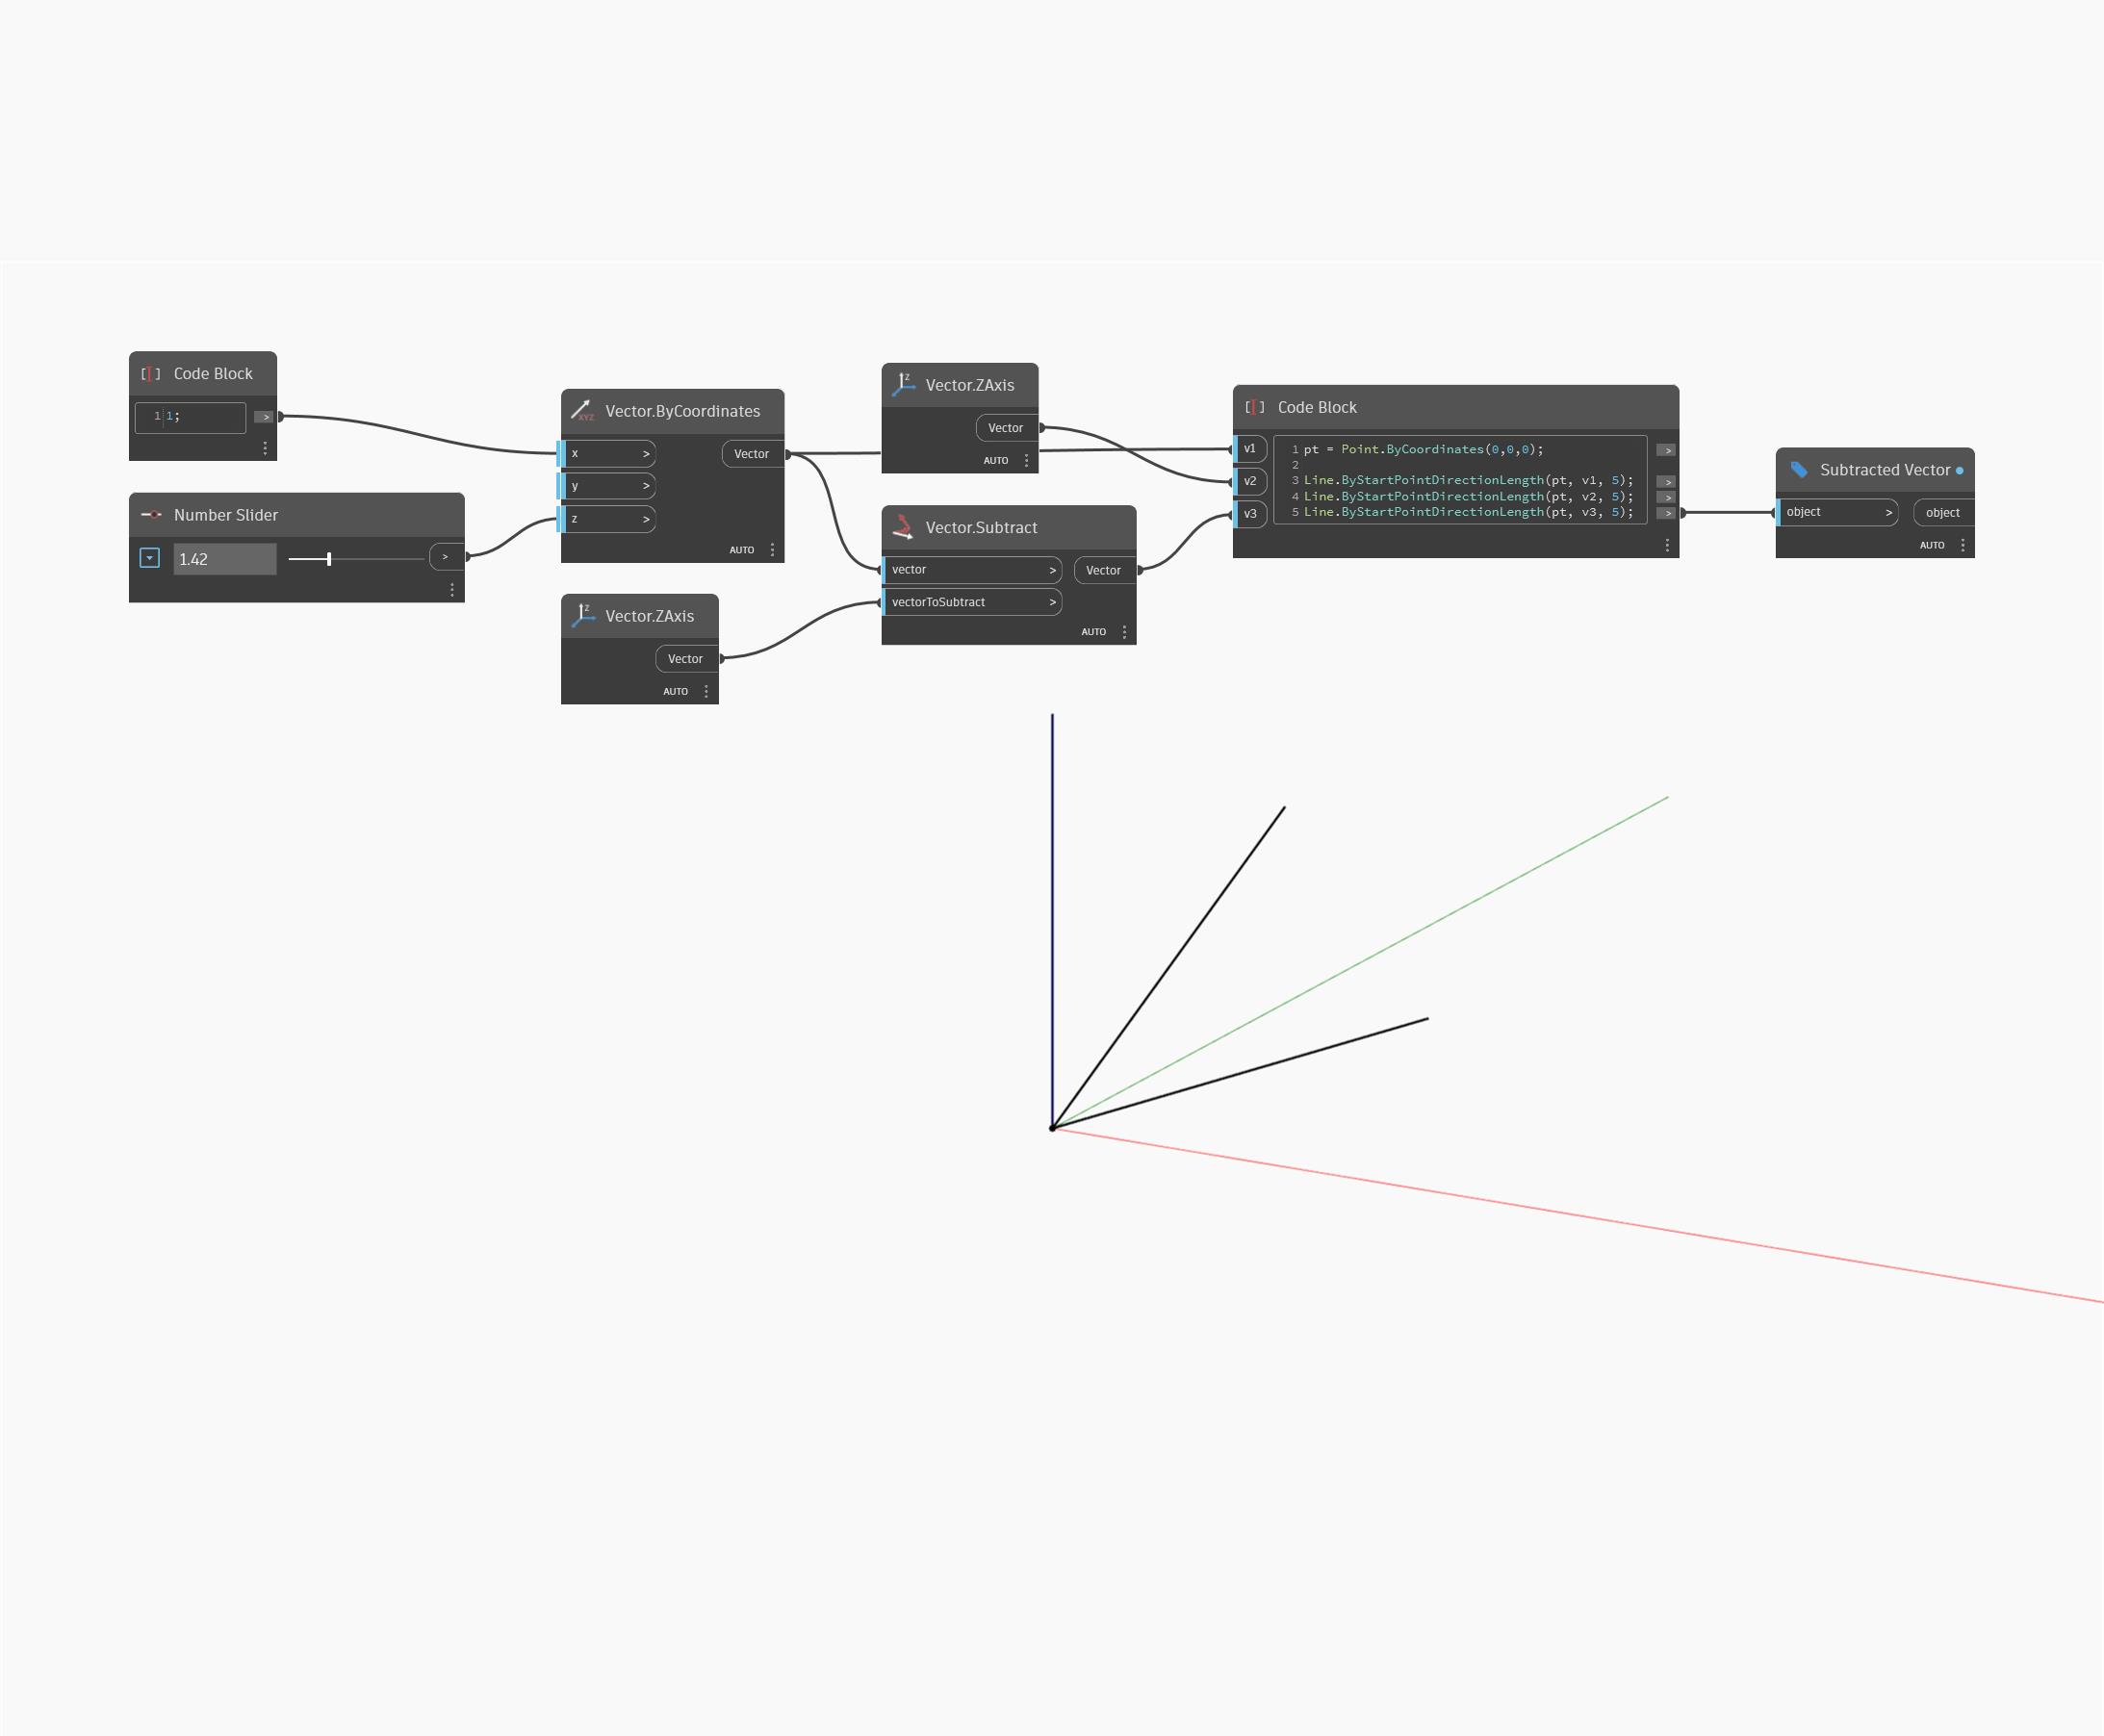 Code Block
1 1;
>
Number Slider
1.42
>
Vector.ByCoordinates
x > Vector
y >
z >
AUTO
Vector.ZAxis
Vector
AUTO
Vector.ZAxis
Vector
AUTO
Vector.Subtract
vector > Vector
vectorToSubtract >
AUTO
Code Block
v1
v2
v3
1 pt = Point.ByCoordinates(0,0,0); >
2
3 Line.ByStartPointDirectionLength(pt, v1, 5); >
4 Line.ByStartPointDirectionLength(pt, v2, 5); >
5 Line.ByStartPointDirectionLength(pt, v3, 5); >
Subtracted Vector
object > object
AUTO